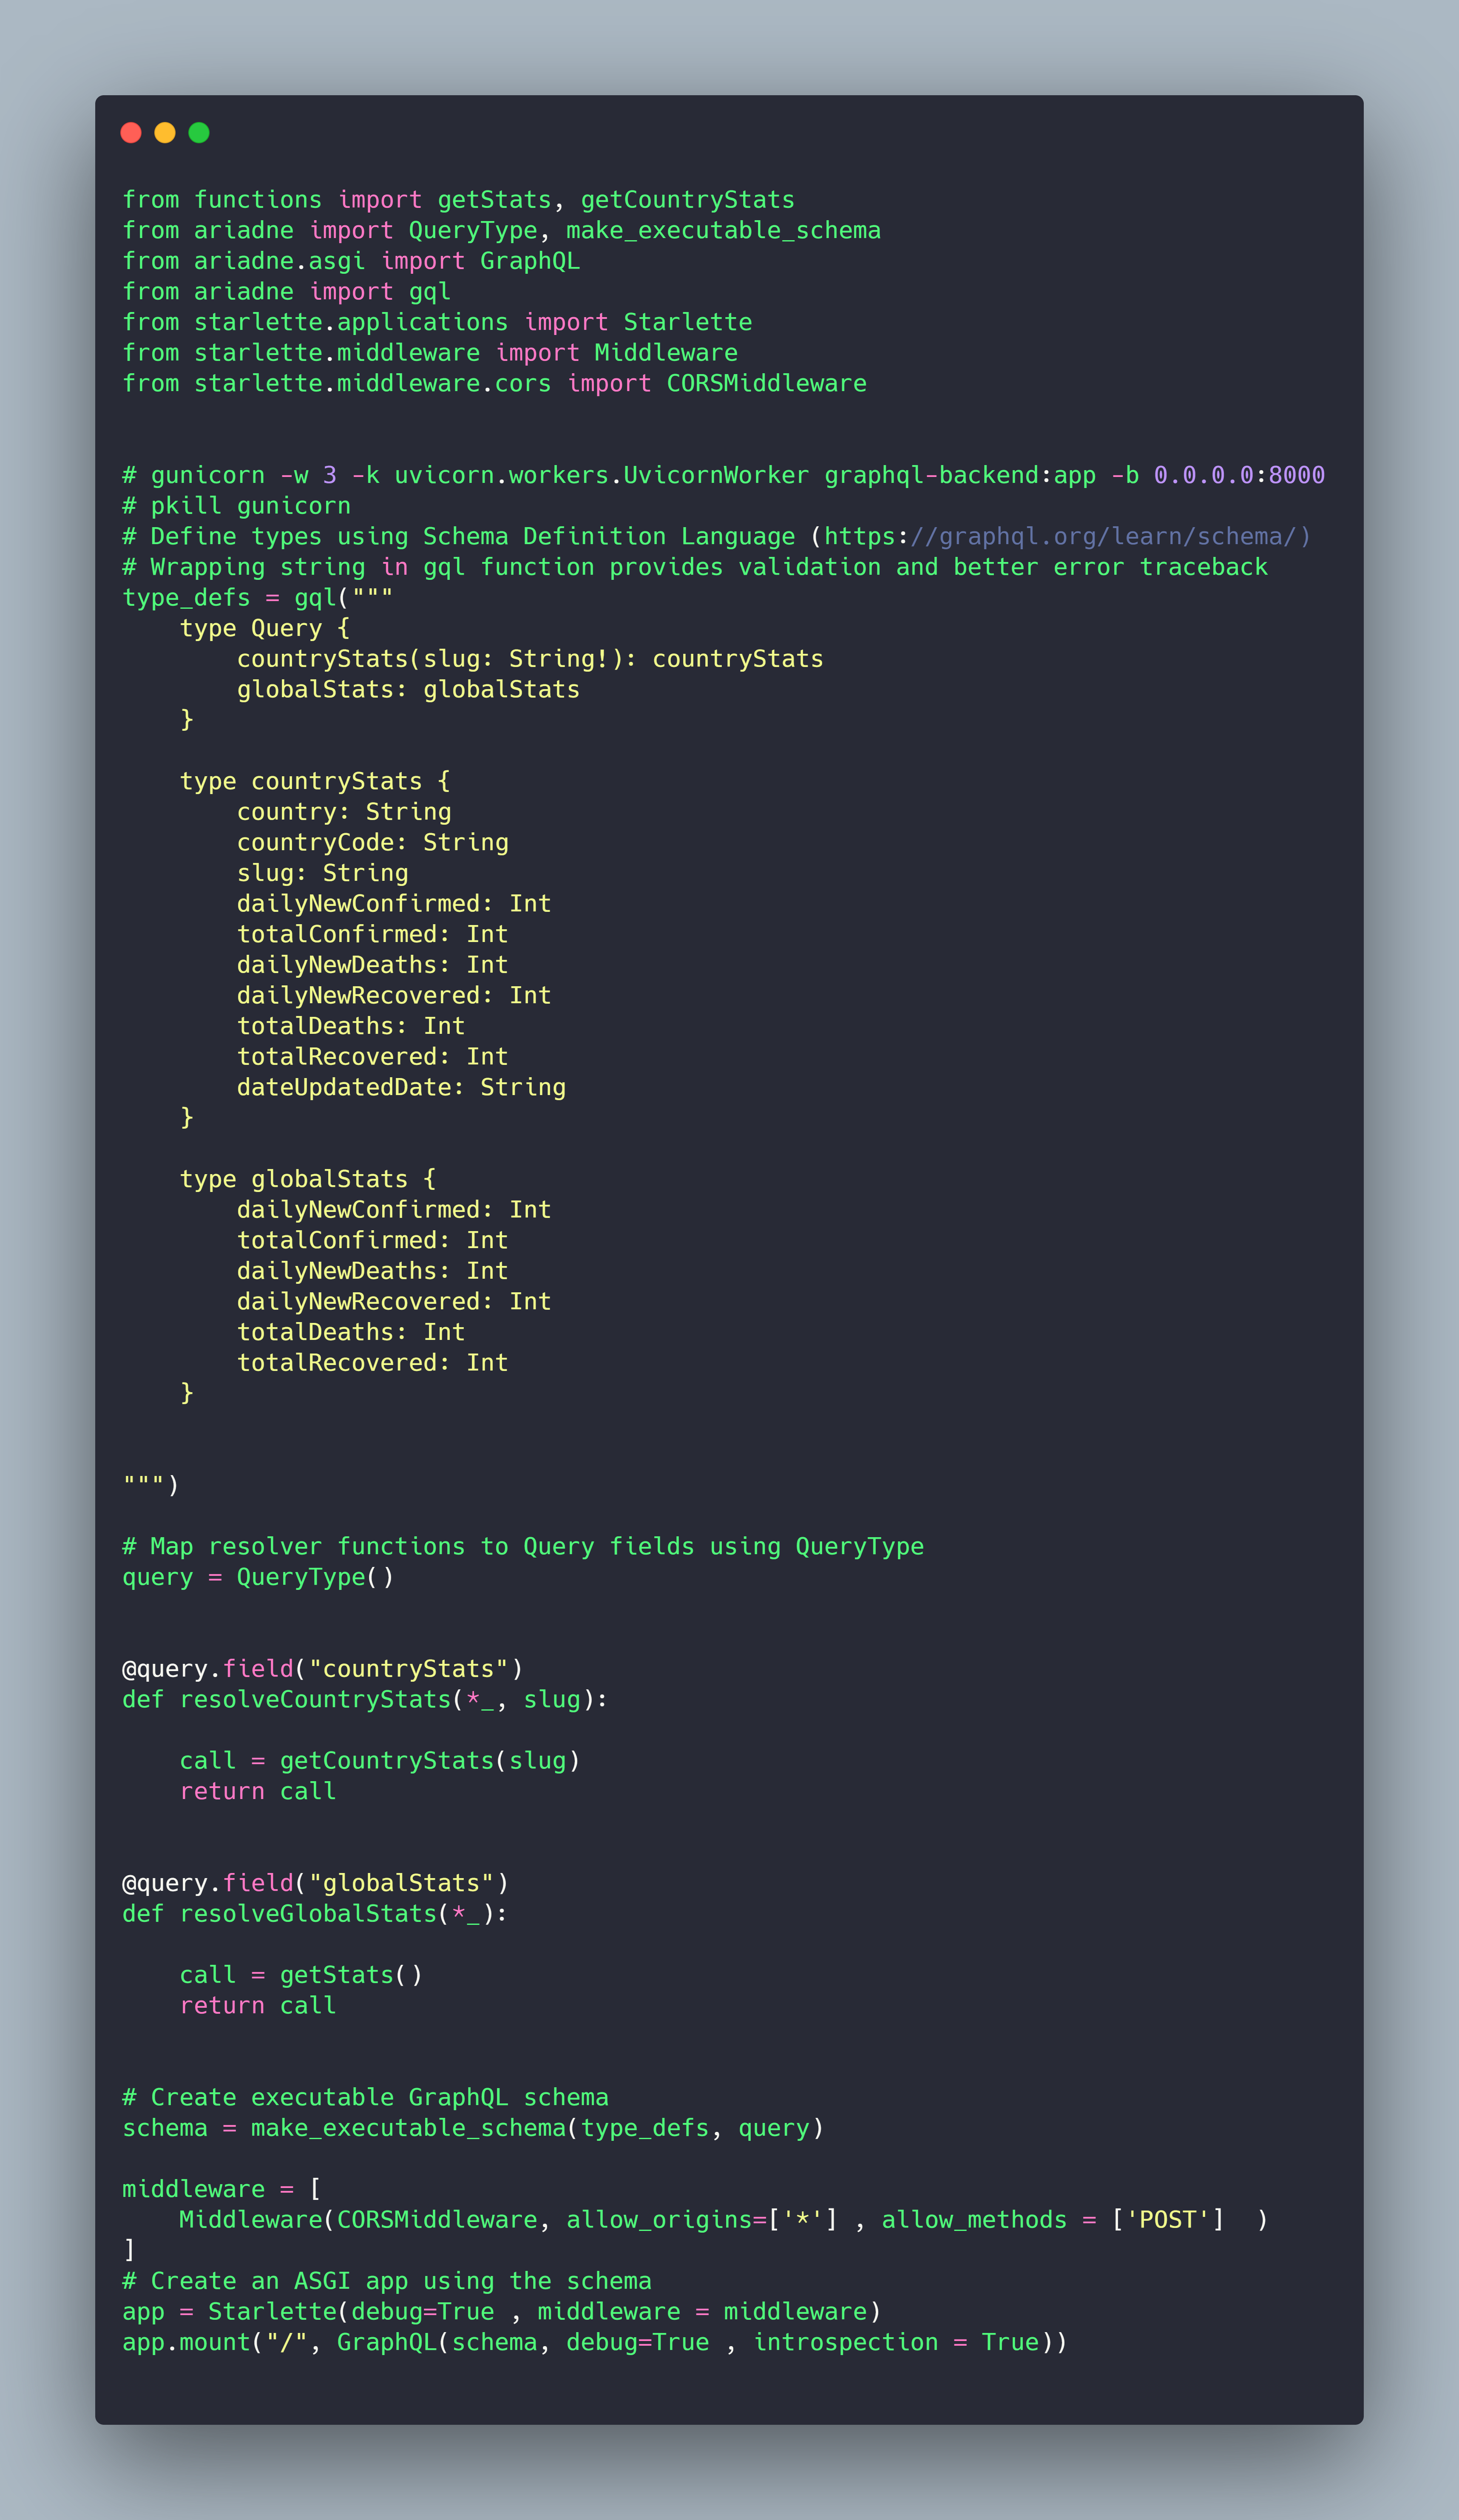 from functions import getStats, getCountryStats
from ariadne import QueryType, make_executable_schema
from ariadne.asgi import GraphQL
from ariadne import gql
from starlette.applications import Starlette
from starlette.middleware import Middleware
from starlette.middleware.cors import CORSMiddleware


# gunicorn -w 3 -k uvicorn.workers.UvicornWorker graphql-backend:app -b 0.0.0.0:8000
# pkill gunicorn
# Define types using Schema Definition Language (https://graphql.org/learn/schema/)
# Wrapping string in gql function provides validation and better error traceback
type_defs = gql("""
    type Query {
        countryStats(slug: String!): countryStats
        globalStats: globalStats
    }

    type countryStats {
        country: String
        countryCode: String
        slug: String
        dailyNewConfirmed: Int
        totalConfirmed: Int
        dailyNewDeaths: Int
        dailyNewRecovered: Int
        totalDeaths: Int
        totalRecovered: Int
        dateUpdatedDate: String
    }

    type globalStats {
        dailyNewConfirmed: Int
        totalConfirmed: Int
        dailyNewDeaths: Int
        dailyNewRecovered: Int
        totalDeaths: Int
        totalRecovered: Int
    }


""")

# Map resolver functions to Query fields using QueryType
query = QueryType()


@query.field("countryStats")
def resolveCountryStats(*_, slug):

    call = getCountryStats(slug)
    return call


@query.field("globalStats")
def resolveGlobalStats(*_):

    call = getStats()
    return call


# Create executable GraphQL schema
schema = make_executable_schema(type_defs, query)

middleware = [
    Middleware(CORSMiddleware, allow_origins=['*'] , allow_methods = ['POST']  )
]
# Create an ASGI app using the schema
app = Starlette(debug=True , middleware = middleware)
app.mount("/", GraphQL(schema, debug=True , introspection = True))